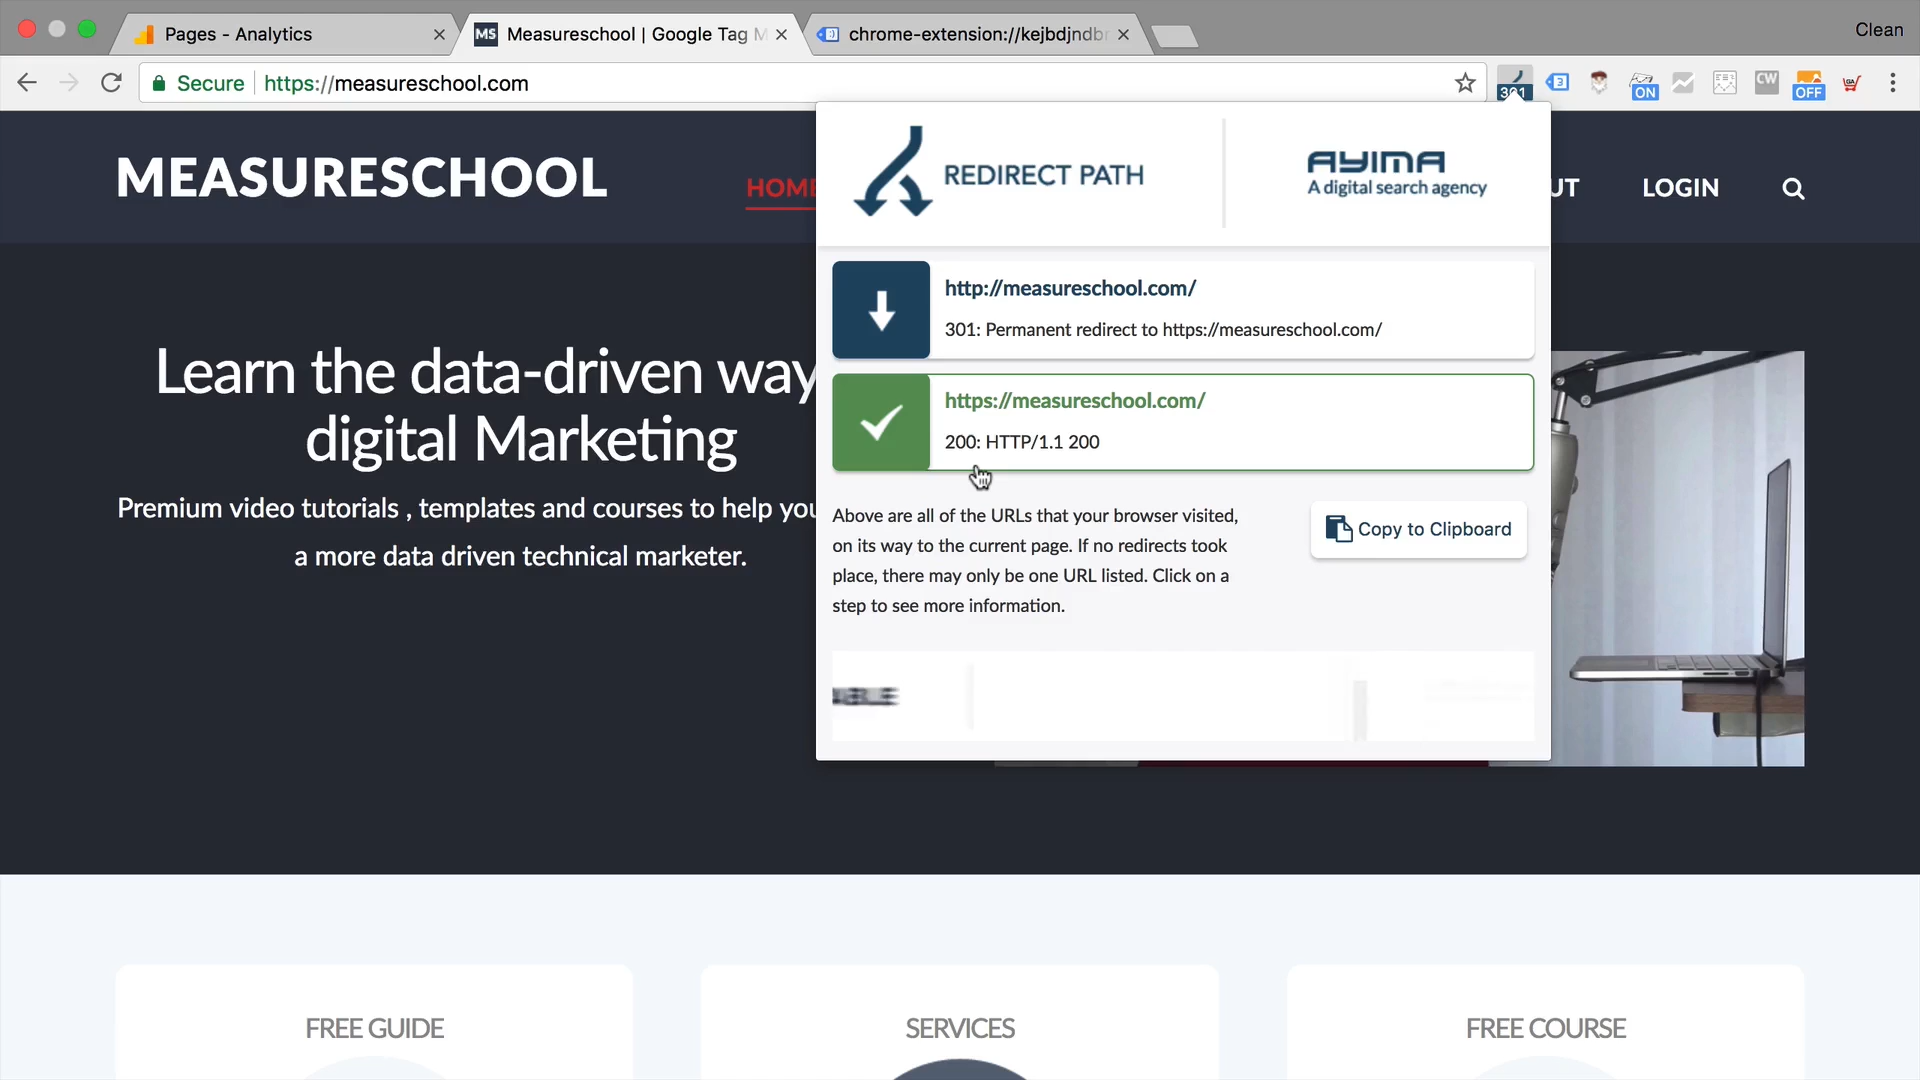 Pages - Analytics
Measureschool | Google Tag M
chrome-extension://kejbdjndbr
Clean
Secure
https://measureschool.com
301
3
ON
CW
OFF
MEASURESCHOOL
HOME
UT
LOGIN
REDIRECT PATH
AYIMA
A digital search agency
http://measureschool.com/
301: Permanent redirect to https://measureschool.com/
https://measureschool.com/
200: HTTP/1.1 200
Above are all of the URLs that your browser visited,
on its way to the current page. If no redirects took
place, there may only be one URL listed. Click on a
step to see more information.
Copy to Clipboard
Learn the data-driven way
digital Marketing
Premium video tutorials , templates and courses to help you
a more data driven technical marketer.
FREE GUIDE
SERVICES
FREE COURSE